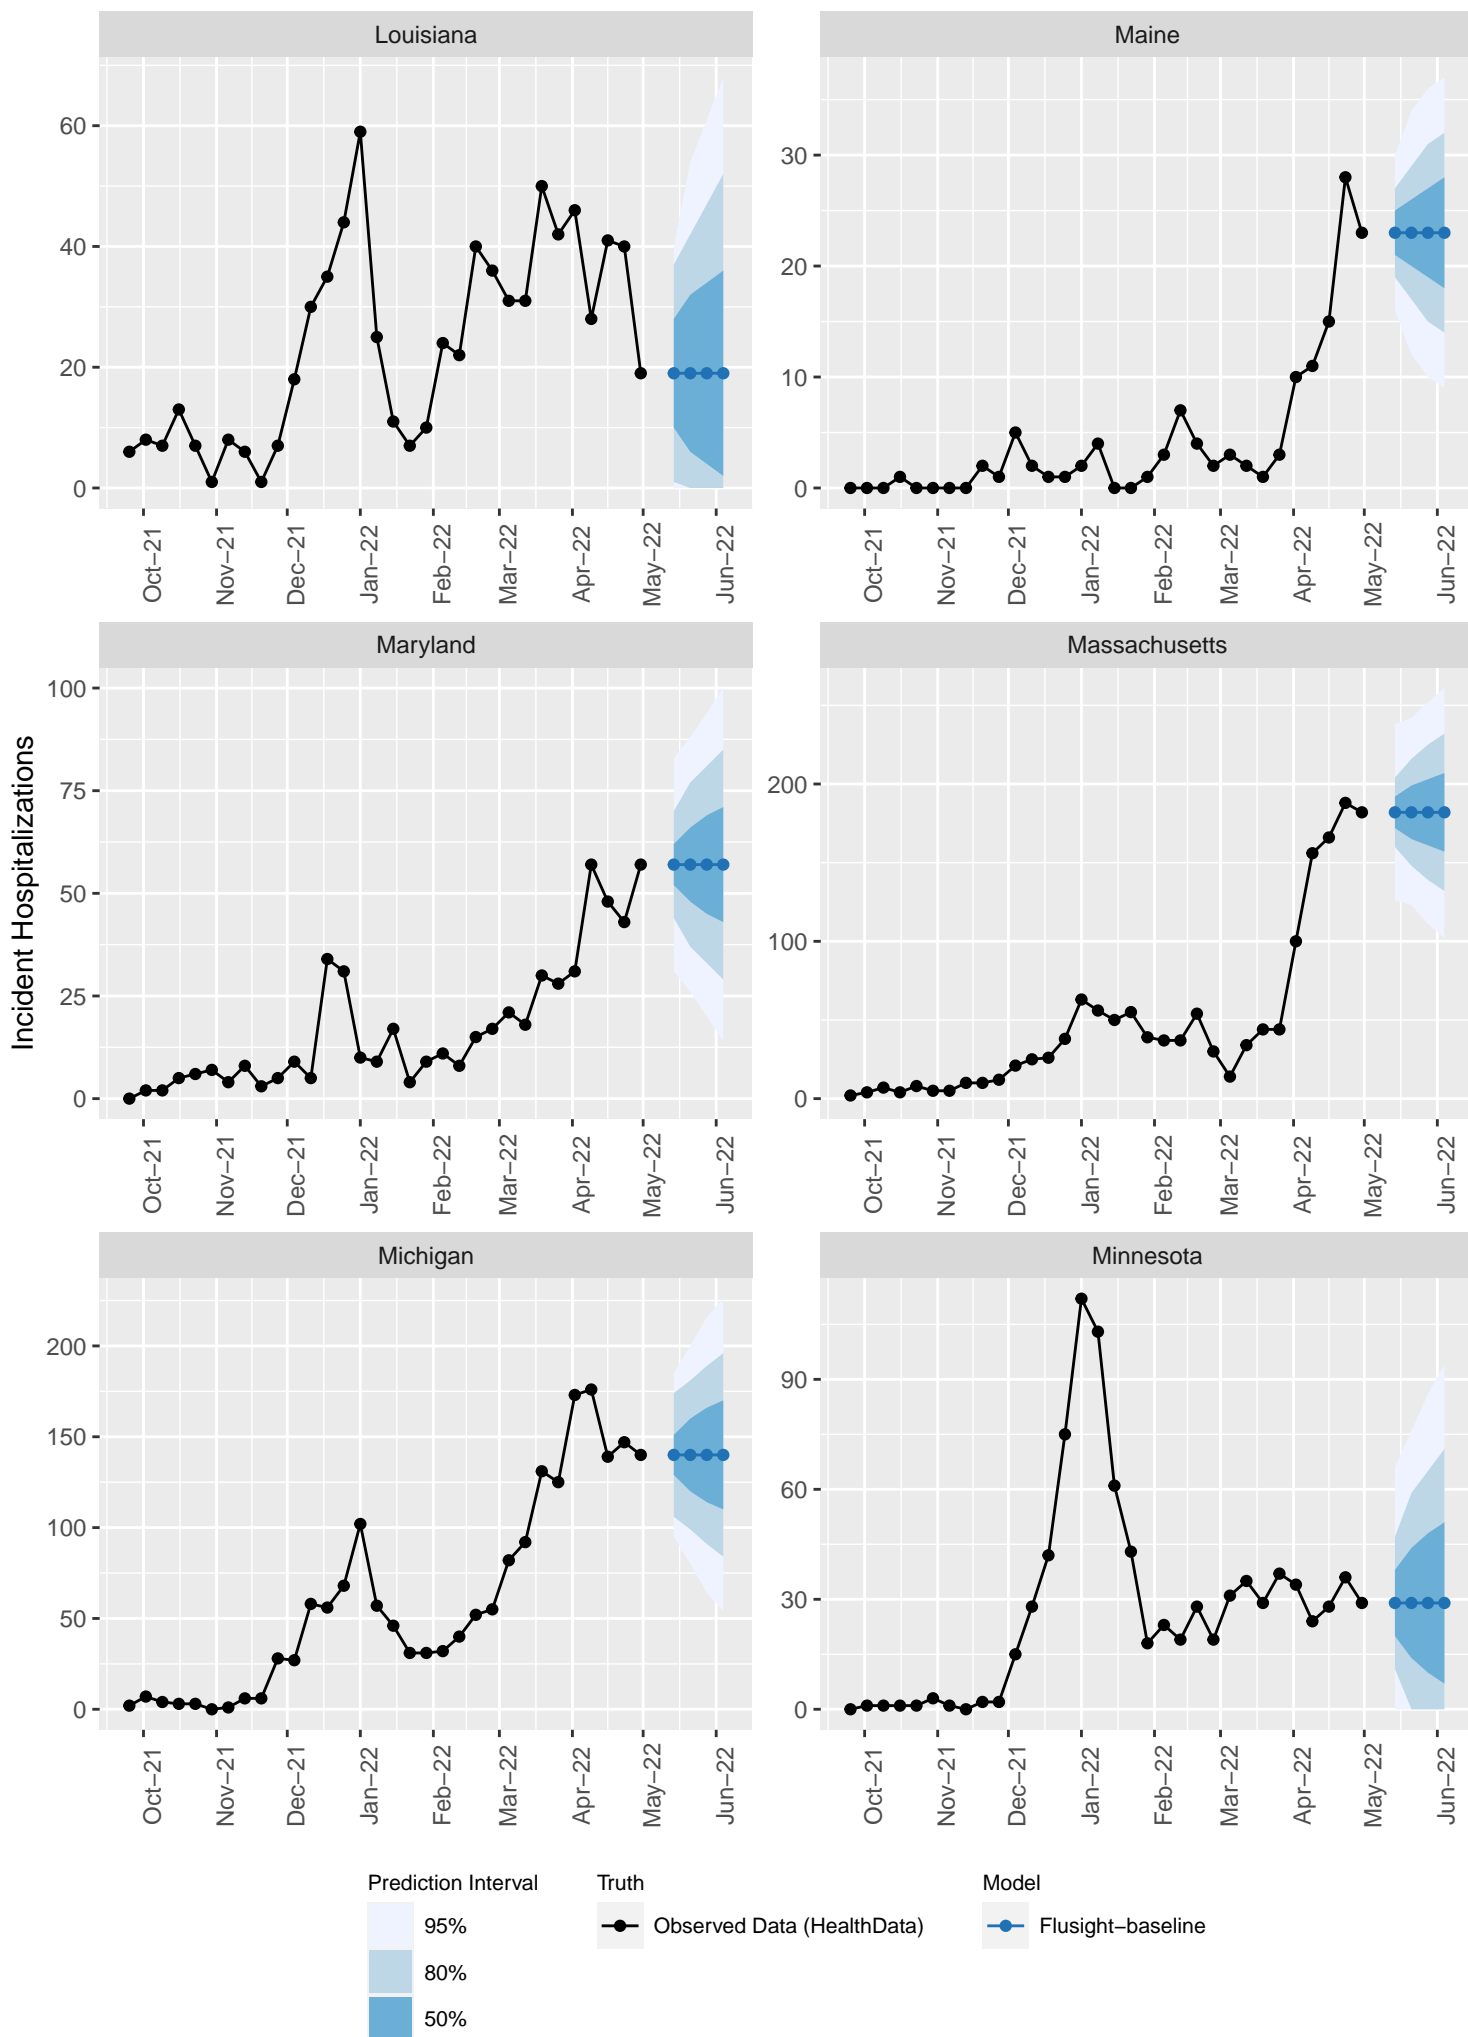 Louisiana
Maine
60
40
20
0
30
20
10
0
Oct−21 Nov−21 Dec−21 Jan−22 Feb−22 Mar−22 Apr−22 May−22 Jun−22
Oct−21 Nov−21 Dec−21 Jan−22 Feb−22 Mar−22 Apr−22 May−22 Jun−22
Incident Hospitalizations
Maryland
Massachusetts
100
75
50
25
0
200
100
0
Oct−21 Nov−21 Dec−21 Jan−22 Feb−22 Mar−22 Apr−22 May−22 Jun−22
Oct−21 Nov−21 Dec−21 Jan−22 Feb−22 Mar−22 Apr−22 May−22 Jun−22
Michigan
Minnesota
200
150
100
50
0
90
60
30
0
Oct−21 Nov−21 Dec−21 Jan−22 Feb−22 Mar−22 Apr−22 May−22 Jun−22
Oct−21 Nov−21 Dec−21 Jan−22 Feb−22 Mar−22 Apr−22 May−22 Jun−22
Prediction Interval
95%
80%
50%
Truth
Observed Data (HealthData)
Model
Flusight−baseline